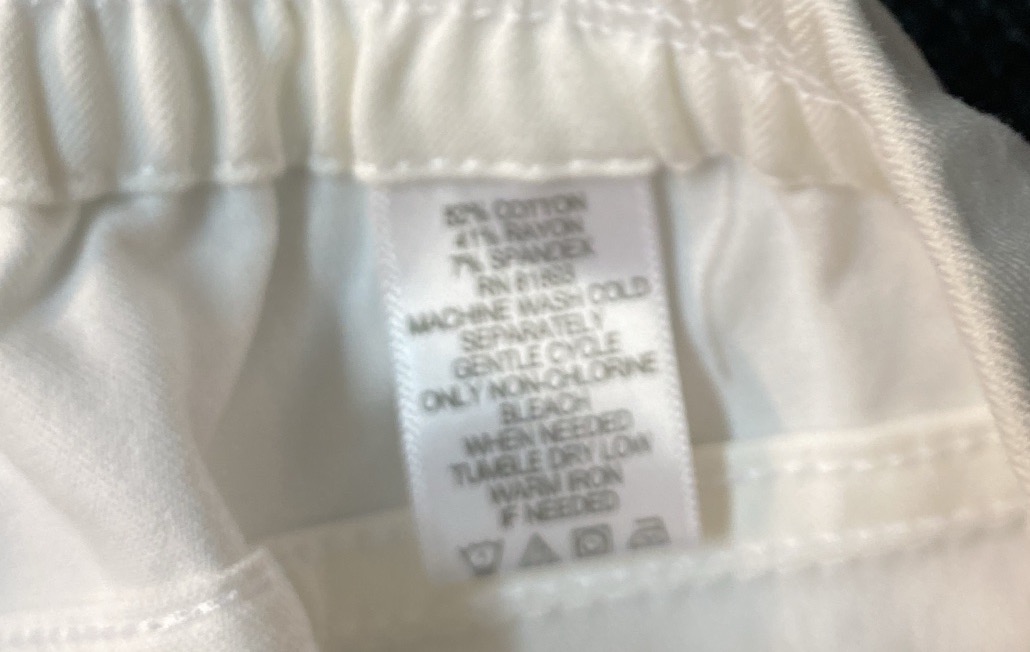 % COTTON
41% RAYON
7% SPANDEX
RN
MACHINE WASH COLD
SEPARATELY
GENTLE CYCLE
ONLY NON-CHLORINE
BLEACH
WHEN NEEDED
TUMBLE DRY LOW
WARM IRON
IF NEEDED